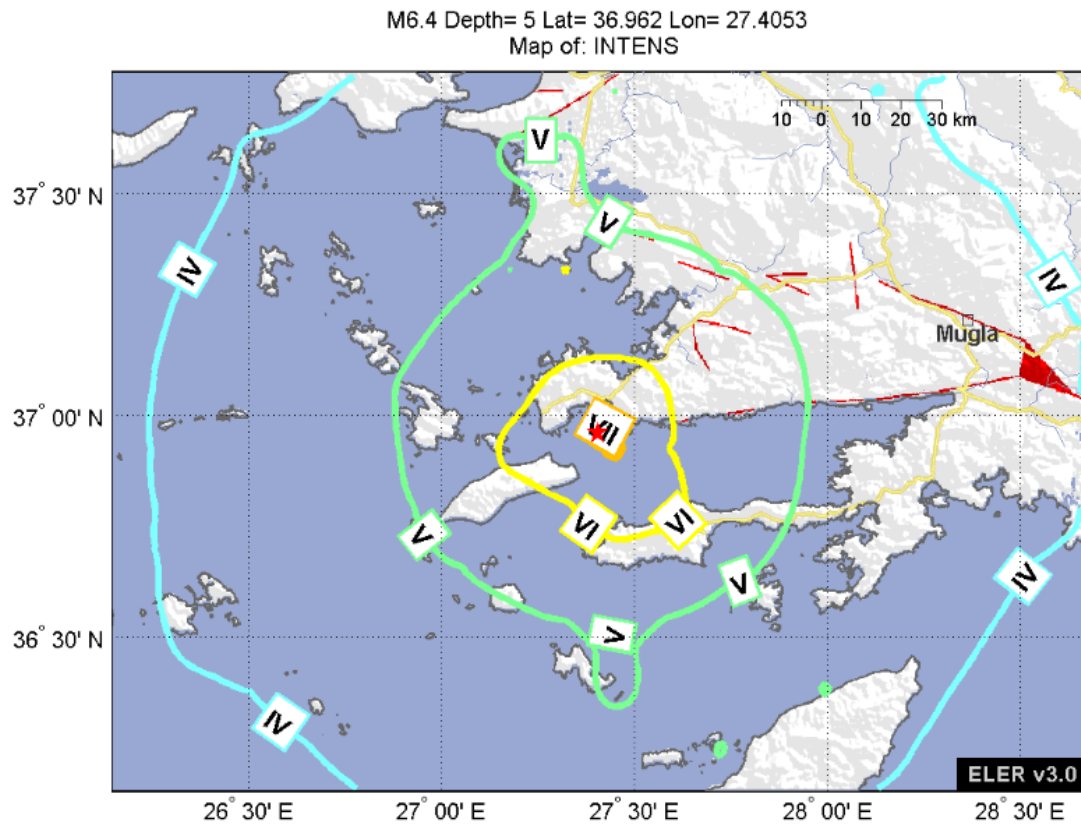 M6.4 Depth= 5 Lat= 36.962 Lon= 27.4053
Map of: INTENS
10 0 10 20 30 km
V
37° 30' N
V
IV
IV
Mugla
37° 00' N
VII
V
VI
VI
IV
V
36° 30' N
V
IV
ELER v3.0
26° 30' E
27° 00' E
27° 30' E
28° 00' E
28° 30' E